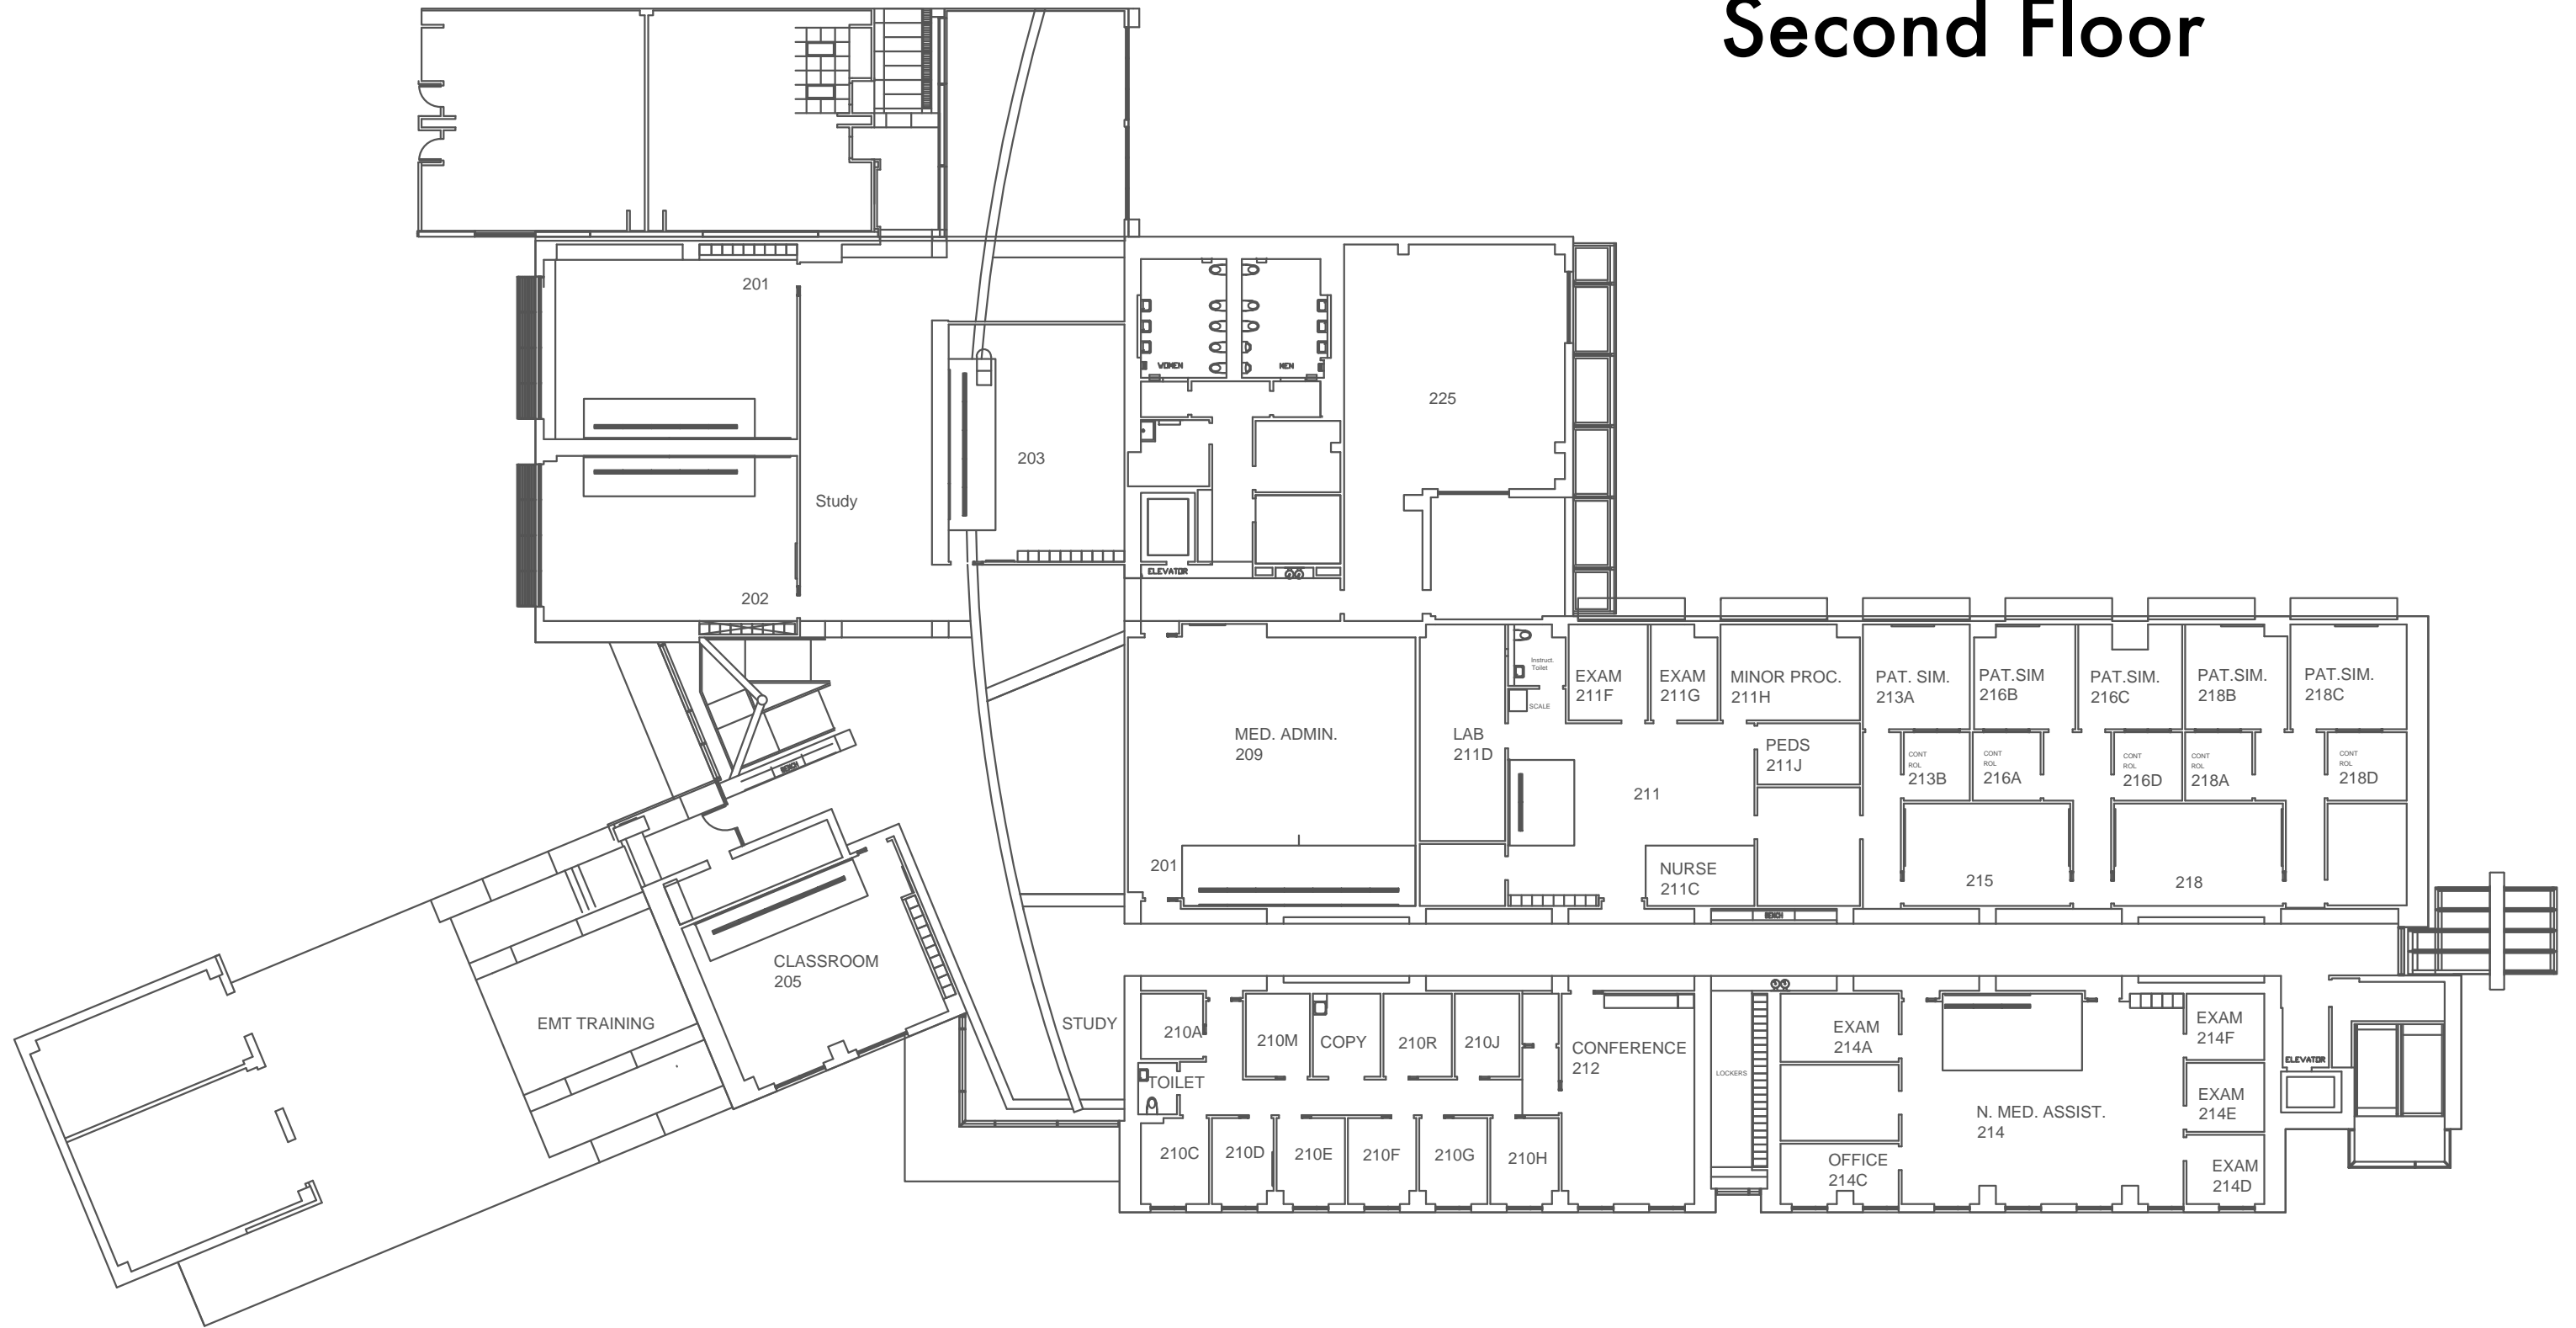 Second Floor
201
WOMEN
MEN
225
203
Study
ELEVATOR
202
Instruct.
Toilet
SCALE
EXAM
211F
EXAM
211G
MINOR PROC.
211H
PAT. SIM.
213A
PAT.SIM
216B
PAT.SIM.
216C
PAT.SIM.
218B
PAT.SIM.
218C
MED. ADMIN.
209
LAB
211D
PEDS
211J
CONT
ROL
213B
CONT
ROL
216A
CONT
ROL
216D
CONT
ROL
218A
CONT
ROL
218D
BENCH
211
201
NURSE
211C
215
218
BENCH
CLASSROOM
205
EMT TRAINING
STUDY
210A
210M
COPY
210R
210J
CONFERENCE
212
LOCKERS
EXAM
214A
EXAM
214F
ELEVATOR
TOILET
N. MED. ASSIST.
214
EXAM
214E
210C
210D
210E
210F
210G
210H
OFFICE
214C
EXAM
214D